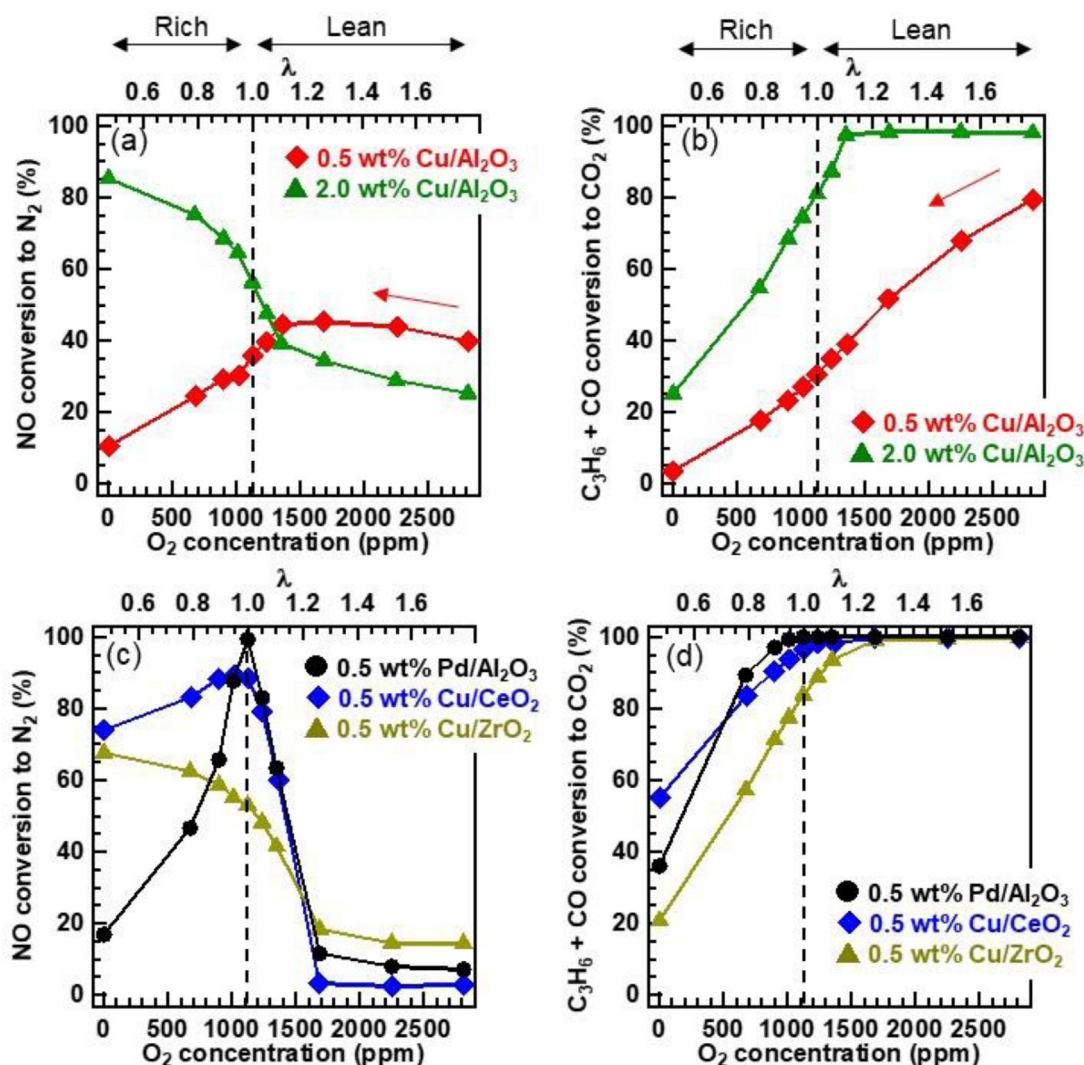 Rich Lean
λ
0.6 0.8 1.0 1.2 1.4 1.6
(a)
0.5 wt% Cu/Al₂O₃
2.0 wt% Cu/Al₂O₃
100
80
60
40
20
0
NO conversion to N₂ (%)
0 500 1000 1500 2000 2500
O₂ concentration (ppm)
Rich Lean
λ
0.6 0.8 1.0 1.2 1.4 1.6
(b)
100
80
60
40
20
0
C₃H₆ + CO conversion to CO₂ (%)
0.5 wt% Cu/Al₂O₃
2.0 wt% Cu/Al₂O₃
0 500 1000 1500 2000 2500
O₂ concentration (ppm)
λ
0.6 0.8 1.0 1.2 1.4 1.6
(c)
0.5 wt% Pd/Al₂O₃
0.5 wt% Cu/CeO₂
0.5 wt% Cu/ZrO₂
100
80
60
40
20
0
NO conversion to N₂ (%)
0 500 1000 1500 2000 2500
O₂ concentration (ppm)
λ
0.6 0.8 1.0 1.2 1.4 1.6
(d)
100
80
60
40
20
0
C₃H₆ + CO conversion to CO₂ (%)
0.5 wt% Pd/Al₂O₃
0.5 wt% Cu/CeO₂
0.5 wt% Cu/ZrO₂
0 500 1000 1500 2000 2500
O₂ concentration (ppm)